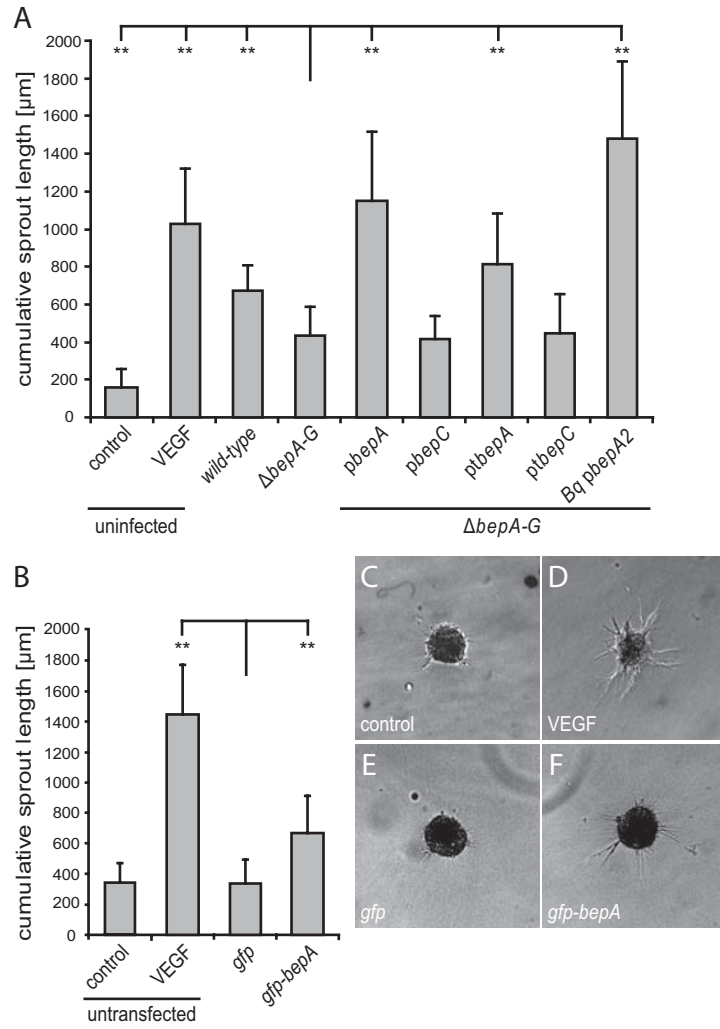 A
cumulative sprout length [µm]
2000
1800
1600
1400
1200
1000
800
600
400
200
0
** ** ** ** ** **
control VEGF wild-type ΔbepA-G pbepA pbepC ptbepA ptbepC Bq pbepA2
uninfected ΔbepA-G
B
cumulative sprout length [µm]
2000
1800
1600
1400
1200
1000
800
600
400
200
0
** **
control VEGF gfp gfp-bepA
untransfected
C
control
D
VEGF
E
gfp
F
gfp-bepA